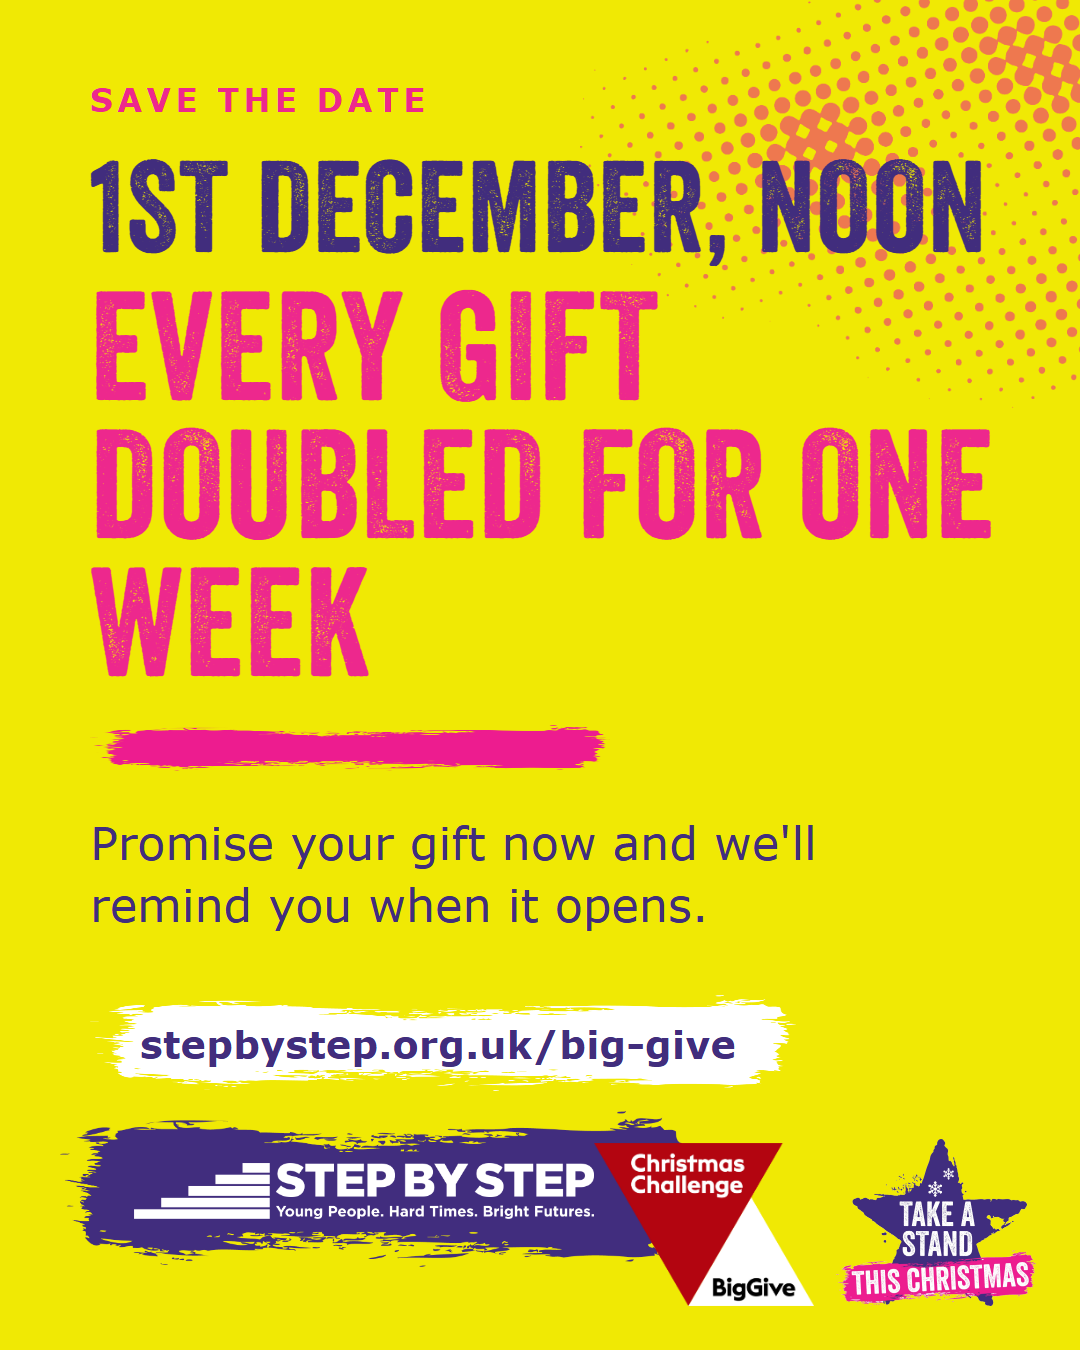 SAVE THE DATE
1ST DECEMBER, NOON
EVERY GIFT
DOUBLED FOR ONE
WEEK
Promise your gift now and we'll
remind you when it opens.
stepbystep.org.uk/big-give
STEP BY STEP
Young People. Hard Times. Bright Futures.
Christmas
Challenge
BigGive
TAKE A
STAND
THIS CHRISTMAS